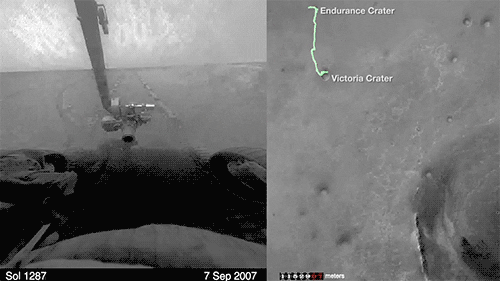 Endurance Crater
Victoria Crater
Sol 1287
7 Sep 2007
meters